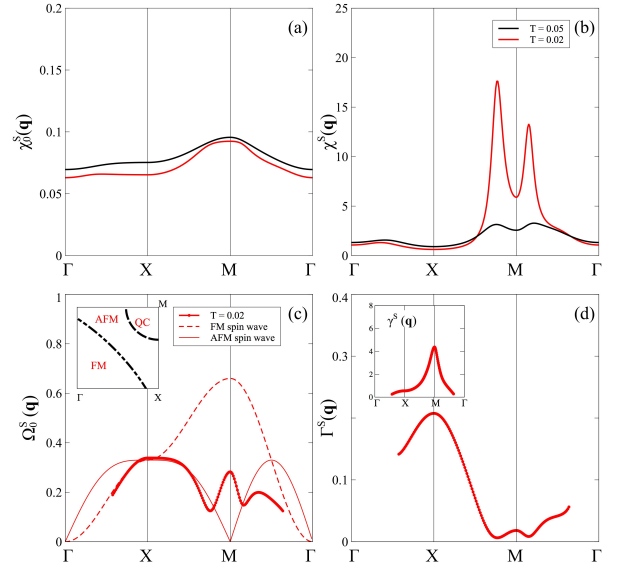 (a)
0.2
0.15
0.1
0.05
0
χ₀ˢ(q)
Γ X M Γ
(b)
T = 0.05
T = 0.02
25
20
15
10
5
0
χˢ(q)
Γ X M Γ
(c)
1
0.8
0.6
0.4
0.2
0
Ω₀ˢ(q)
T = 0.02
FM spin wave
AFM spin wave
M
AFM
QC
FM
Γ X
Γ X M Γ
(d)
0.4
0.3
0.2
0.1
0
Γˢ(q)
8
6
4
2
0
γˢ (q)
Γ X M Γ
Γ X M Γ